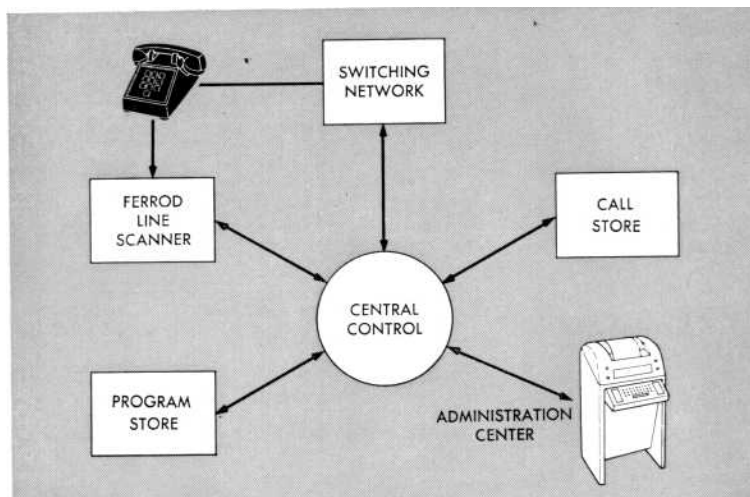 SWITCHING
NETWORK
FERROD
LINE
SCANNER
CALL
STORE
CENTRAL
CONTROL
PROGRAM
STORE
ADMINISTRATION
CENTER